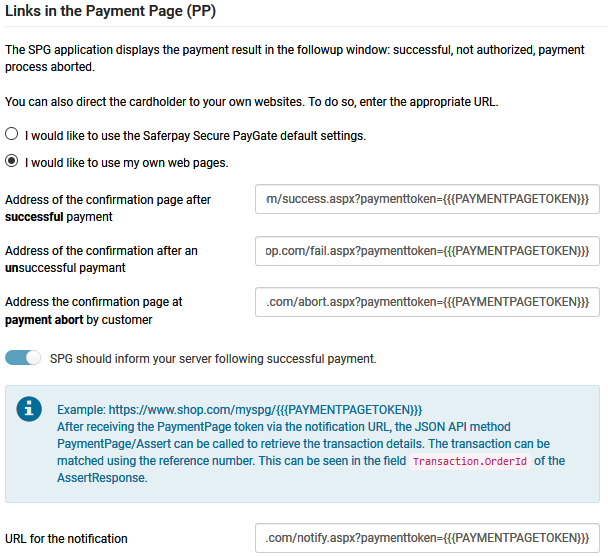 Links in the Payment Page (PP)
The SPG application displays the payment result in the followup window: successful, not authorized, payment
process aborted.
You can also direct the cardholder to your own websites. To do so, enter the appropriate URL.
I would like to use the Saferpay Secure PayGate default settings.
I would like to use my own web pages.
Address of the confirmation page after
successful payment
m/success.aspx?paymenttoken={{{PAYMENTPAGETOKEN}}}
Address of the confirmation after an
unsuccessful paymant
op.com/fail.aspx?paymenttoken={{{PAYMENTPAGETOKEN}}}
Address the confirmation page at
payment abort by customer
.com/abort.aspx?paymenttoken={{{PAYMENTPAGETOKEN}}}
SPG should inform your server following successful payment.
Example: https://www.shop.com/myspg/{{{PAYMENTPAGETOKEN}}}
After receiving the PaymentPage token via the notification URL, the JSON API method
PaymentPage/Assert can be called to retrieve the transaction details. The transaction can be
matched using the reference number. This can be seen in the field Transaction.OrderId of the
AssertResponse.
URL for the notification
.com/notify.aspx?paymenttoken={{{PAYMENTPAGETOKEN}}}